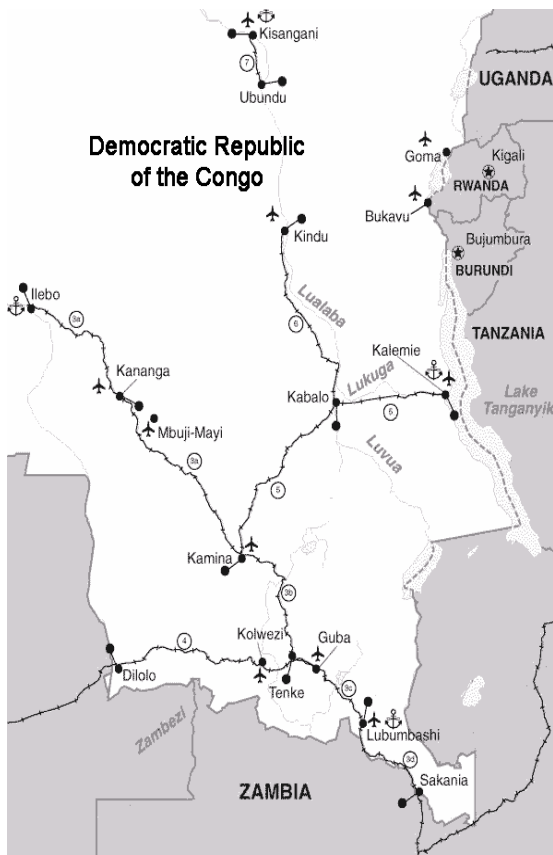 Kisangani
7
Ubundu
UGANDA
Democratic Republic
of the Congo
Goma
Kigali
RWANDA
Bukavu
Kindu
Bujumbura
BURUNDI
Ilebo
3a
Lualaba
6
TANZANIA
Kalemie
Kananga
Lukuga
Kabalo
5
Lake
Tanganyik
Mbuji-Mayi
3a
Luvua
5
Kamina
3b
Kolwezi
Guba
4
Dilolo
Tenke
3c
Zambezi
Lubumbashi
3d
Sakania
ZAMBIA